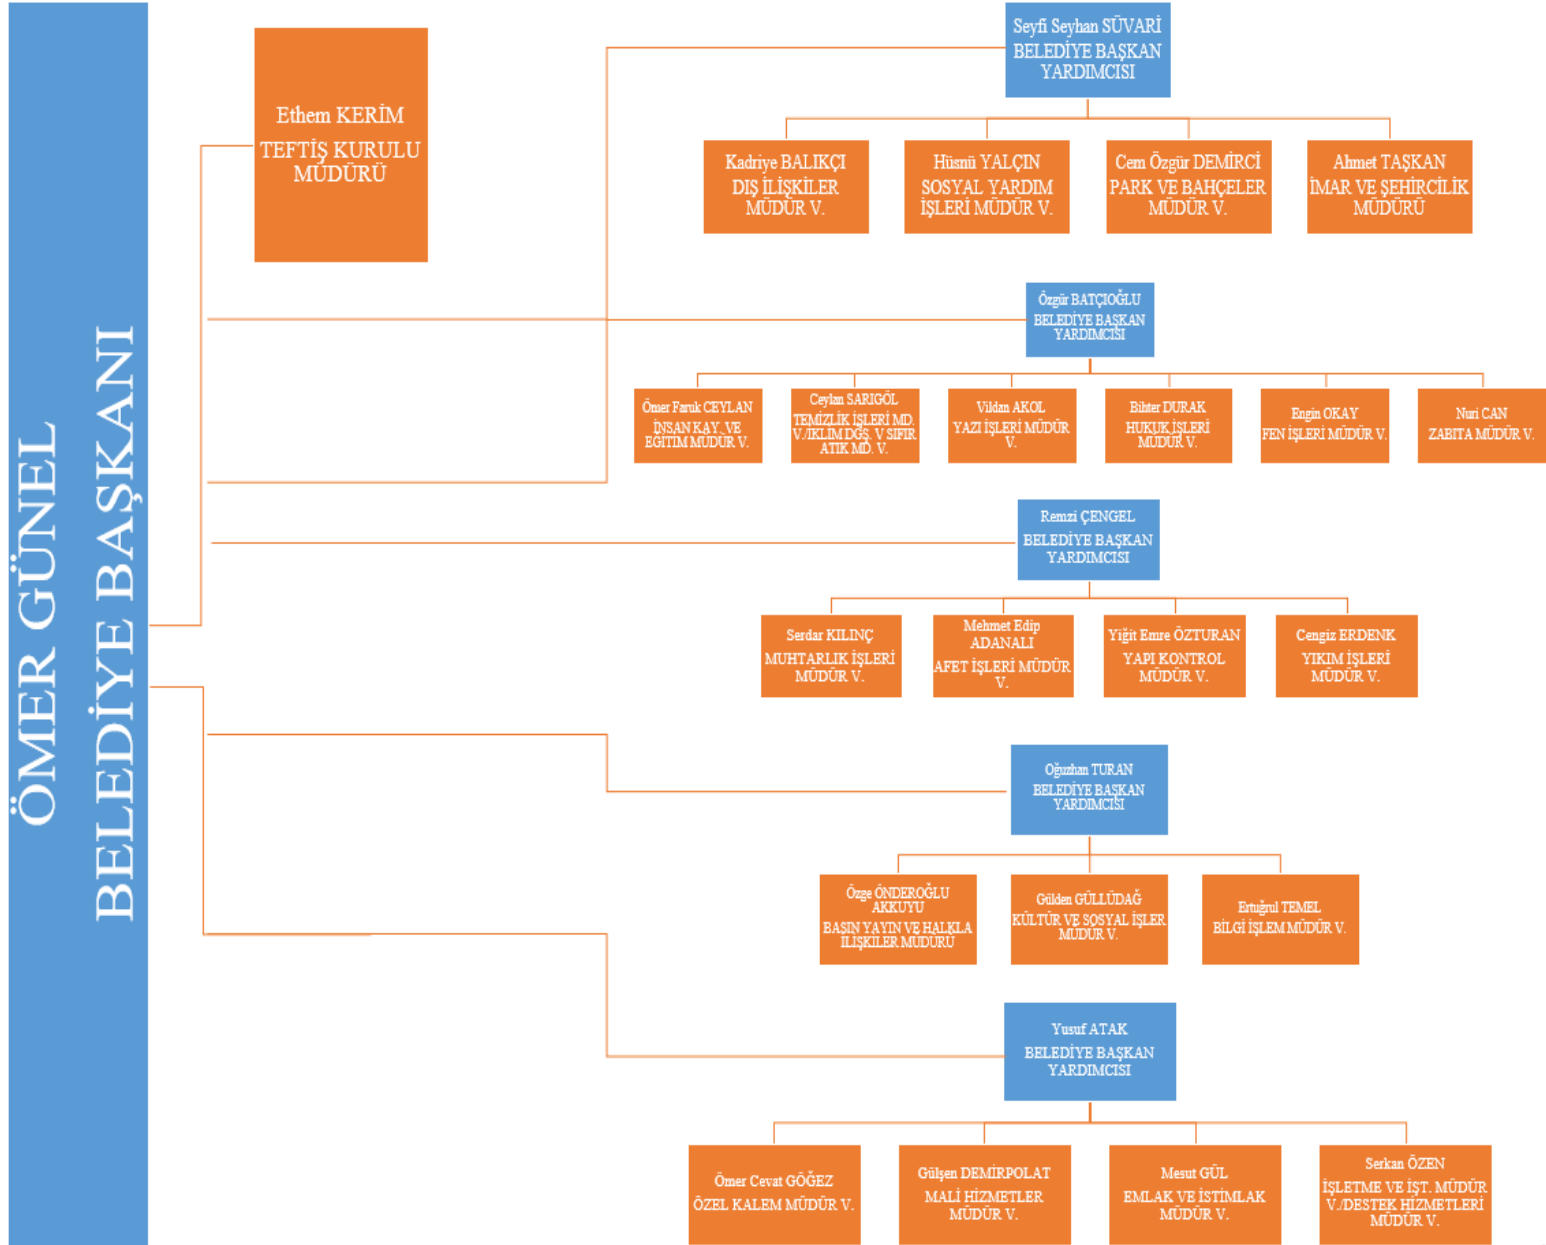 ÖMER GÜNEL
BELEDİYE BAŞKANI
Ethem KERİM
TEFTİŞ KURULU
MÜDÜRÜ
Seyfi Seyhan SÜVARİ
BELEDİYE BAŞKAN
YARDIMCISI
Kadriye BALIKÇI
DIŞ İLİŞKİLER
MÜDÜR V.
Hüsnü YALÇIN
SOSYAL YARDIM
İŞLERİ MÜDÜR V.
Cem Özgür DEMİRCİ
PARK VE BAHÇELER
MÜDÜR V.
Ahmet TAŞKAN
İMAR VE ŞEHİRCİLİK
MÜDÜRÜ
Özgür BATÇIOĞLU
BELEDİYE BAŞKAN
YARDIMCISI
Ömer Faruk CEYLAN
İNSAN KAY. VE
EĞİTİM MÜDÜR V.
Ceylan SARIGÖL
TEMİZLİK İŞLERİ MD.
V./İKLİM DĞŞ. V SIFIR
ATIK MD. V.
Vildan AKOL
YAZI İŞLERİ MÜDÜR
V.
Bihter DURAK
HUKUK İŞLERİ
MÜDÜR V.
Engin OKAY
FEN İŞLERİ MÜDÜR V.
Nuri CAN
ZABITA MÜDÜR V.
Remzi ÇENGEL
BELEDİYE BAŞKAN
YARDIMCISI
Serdar KILINÇ
MUHTARLIK İŞLERİ
MÜDÜR V.
Mehmet Edip
ADANALI
AFET İŞLERİ MÜDÜR
V.
Yiğit Emre ÖZTURAN
YAPI KONTROL
MÜDÜR V.
Cengiz ERDENK
YIKIM İŞLERİ
MÜDÜR V.
Oğuzhan TURAN
BELEDİYE BAŞKAN
YARDIMCISI
Özge ÖNDEROĞLU
AKKUYU
BASIN YAYIN VE HALKLA
İLİŞKİLER MÜDÜRÜ
Gülden GÜLLÜDAĞ
KÜLTÜR VE SOSYAL İŞLER
MÜDÜR V.
Ertuğrul TEMEL
BİLGİ İŞLEM MÜDÜR V.
Yusuf ATAK
BELEDİYE BAŞKAN
YARDIMCISI
Ömer Cevat GÖĞEZ
ÖZEL KALEM MÜDÜR V.
Gülşen DEMİRPOLAT
MALİ HİZMETLER
MÜDÜR V.
Mesut GÜL
EMLAK VE İSTİMLAK
MÜDÜR V.
Serkan ÖZEN
İŞLETME VE İŞT. MÜDÜR
V./DESTEK HİZMETLERİ
MÜDÜR V.